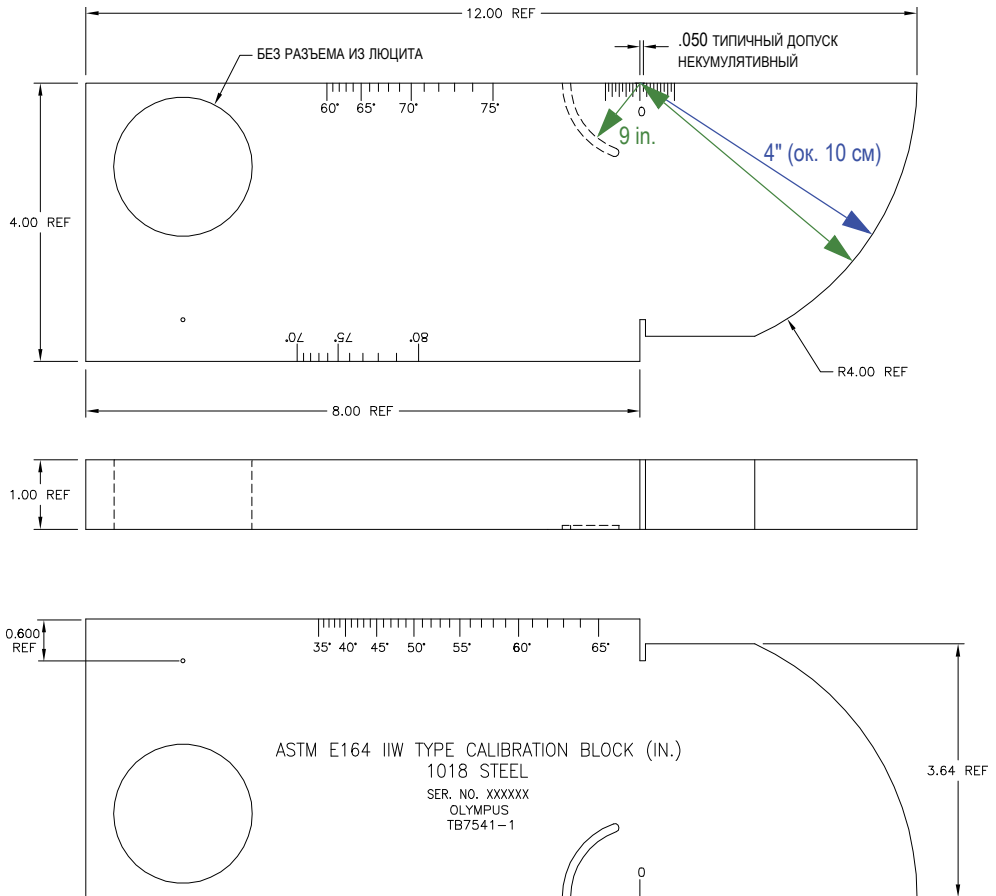 12.00 REF
БЕЗ РАЗЪЕМА ИЗ ЛЮЦИТА
.050 ТИПИЧНЫЙ ДОПУСК
НЕКУМУЛЯТИВНЫЙ
60° 65° 70° 75°
0
9 in.
4" (ок. 10 см)
4.00 REF
70° 75° 80°
R4.00 REF
8.00 REF
1.00 REF
0.600
REF
35° 40° 45° 50° 55° 60° 65°
ASTM E164 IIW TYPE CALIBRATION BLOCK (IN.)
1018 STEEL
SER. NO. XXXXXX
OLYMPUS
TB7541-1
3.64 REF
0